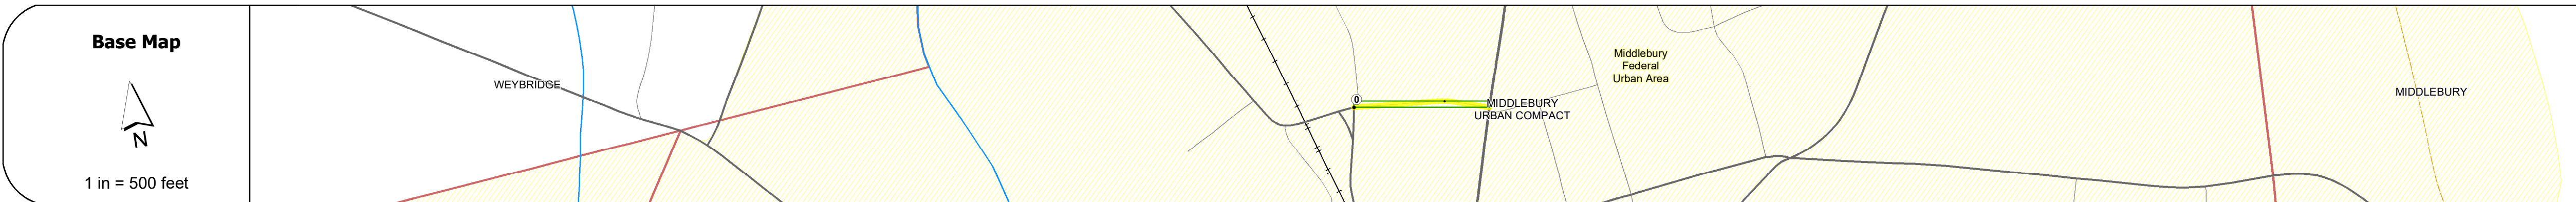 Base Map
N
1 in = 500 feet
WEYBRIDGE
0
MIDDLEBURY
URBAN COMPACT
Middlebury
Federal
Urban Area
MIDDLEBURY